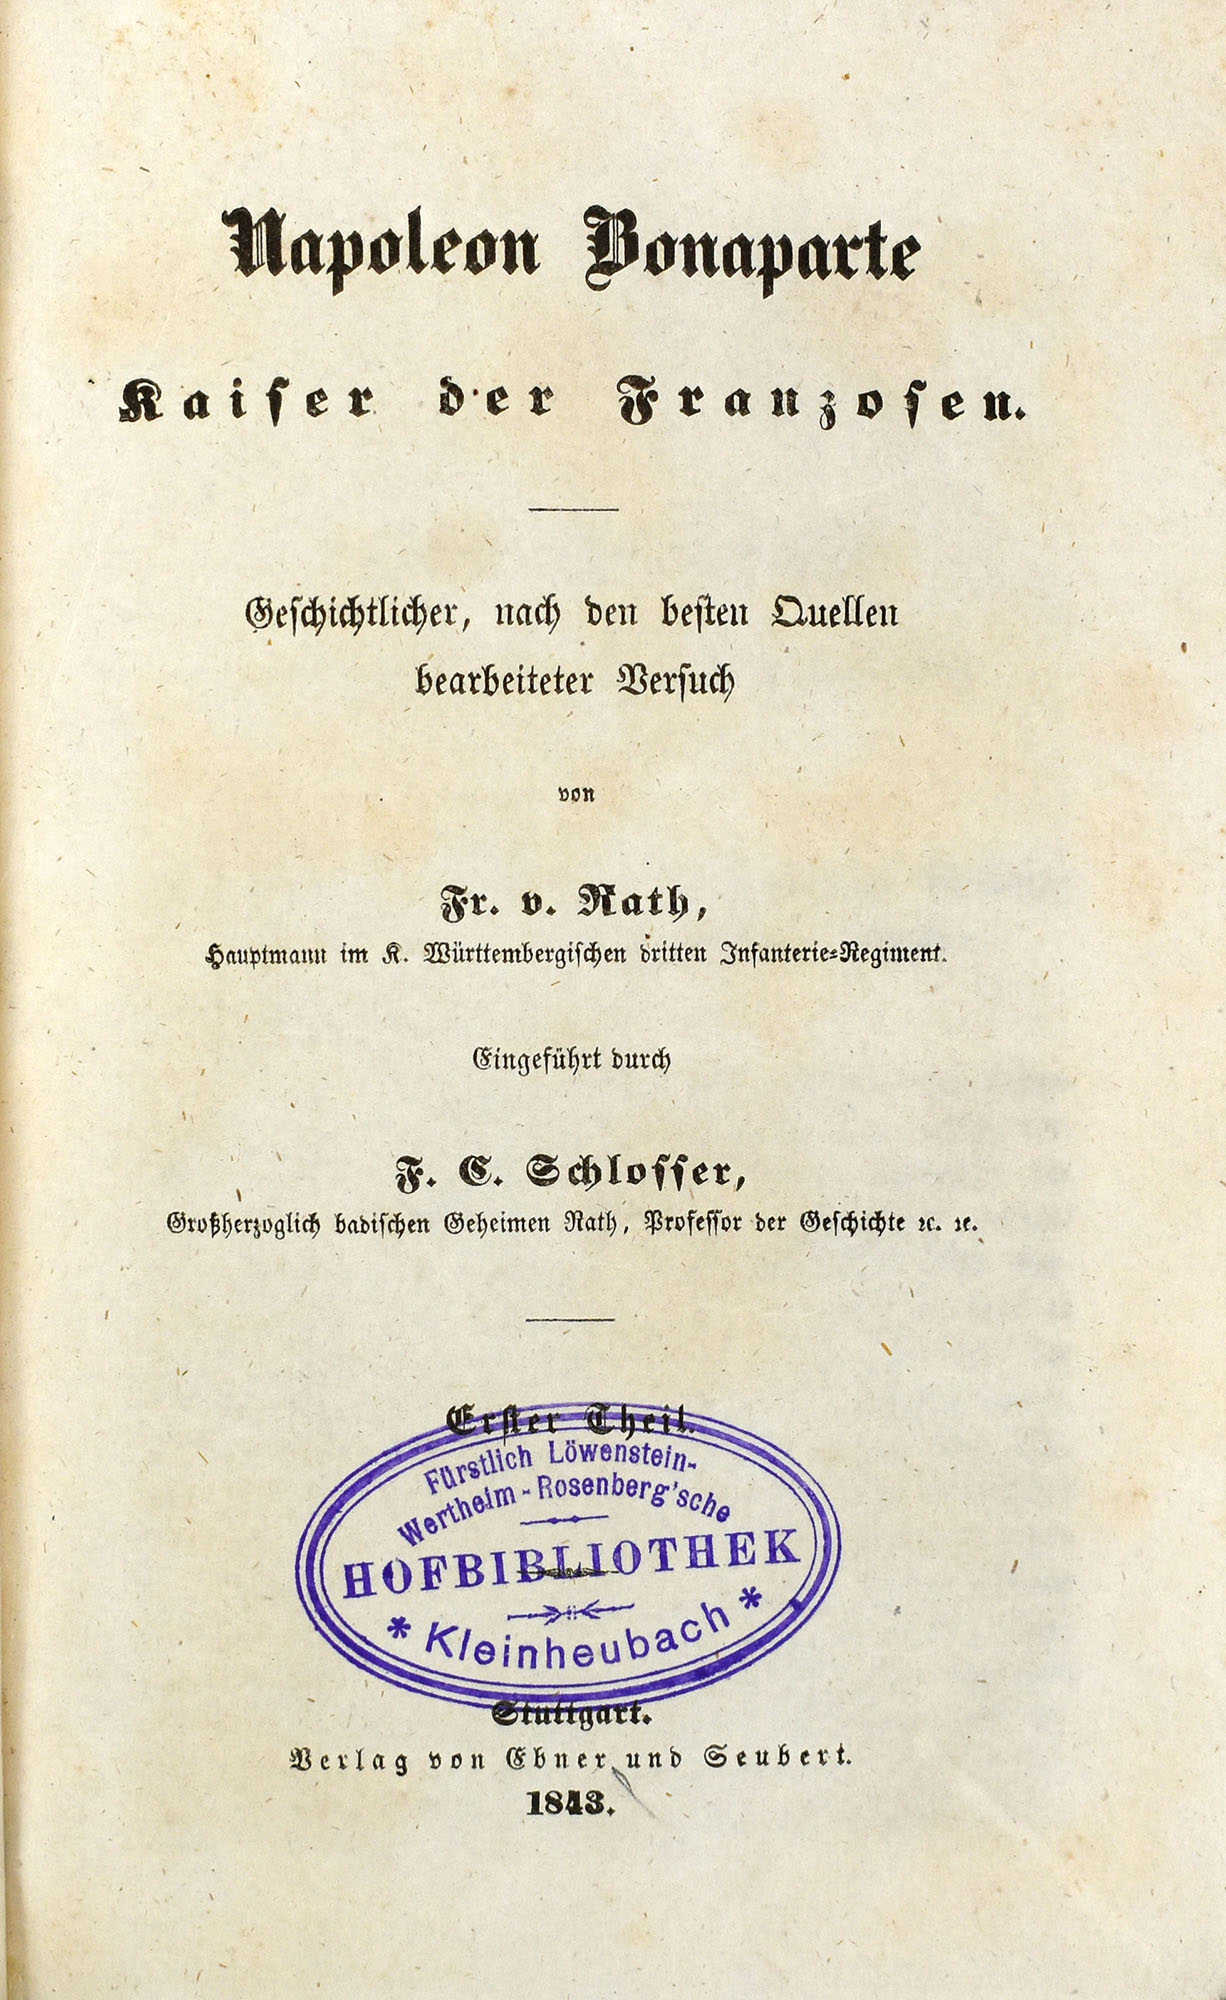 Napoleon Bonaparte
Kaiser der Franzosen.
Geschichtlicher, nach den besten Quellen
bearbeiteter Versuch
von
Fr. v. Rath,
Hauptmann im K. Württembergischen dritten Infanterie-Regiment.
Eingeführt durch
F. C. Schlosser,
Großherzoglich badischen Geheimen Rath, Professor der Geschichte ꝛc. ꝛc.
Erster Theil.
Fürstlich Löwenstein-
Wertheim-Rosenberg'sche
HOFBIBLIOTHEK
* Kleinheubach *
Stuttgart.
Verlag von Ebner und Seubert.
1843.